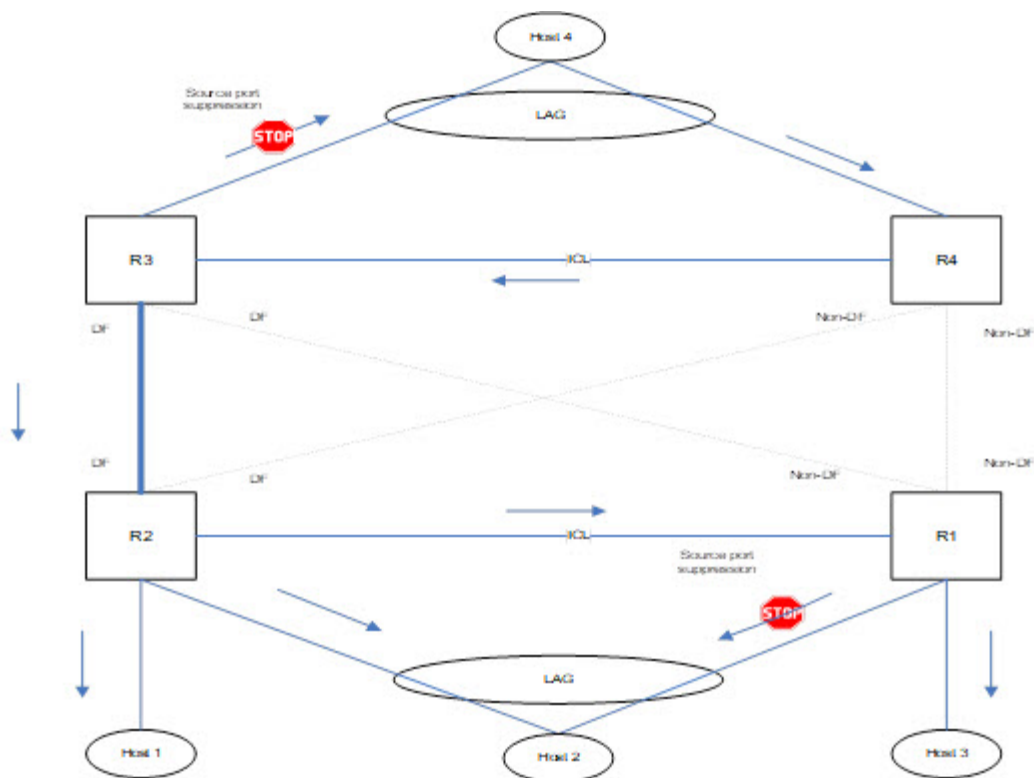 Host 4
Source port
suppression
LAG
STOP
R3
ICL
R4
DF
DF
Non-DF
Non-DF
DF
DF
Non-DF
Non-DF
R2
ICL
R1
Source port
suppression
STOP
LAG
Host 1
Host 2
Host 3